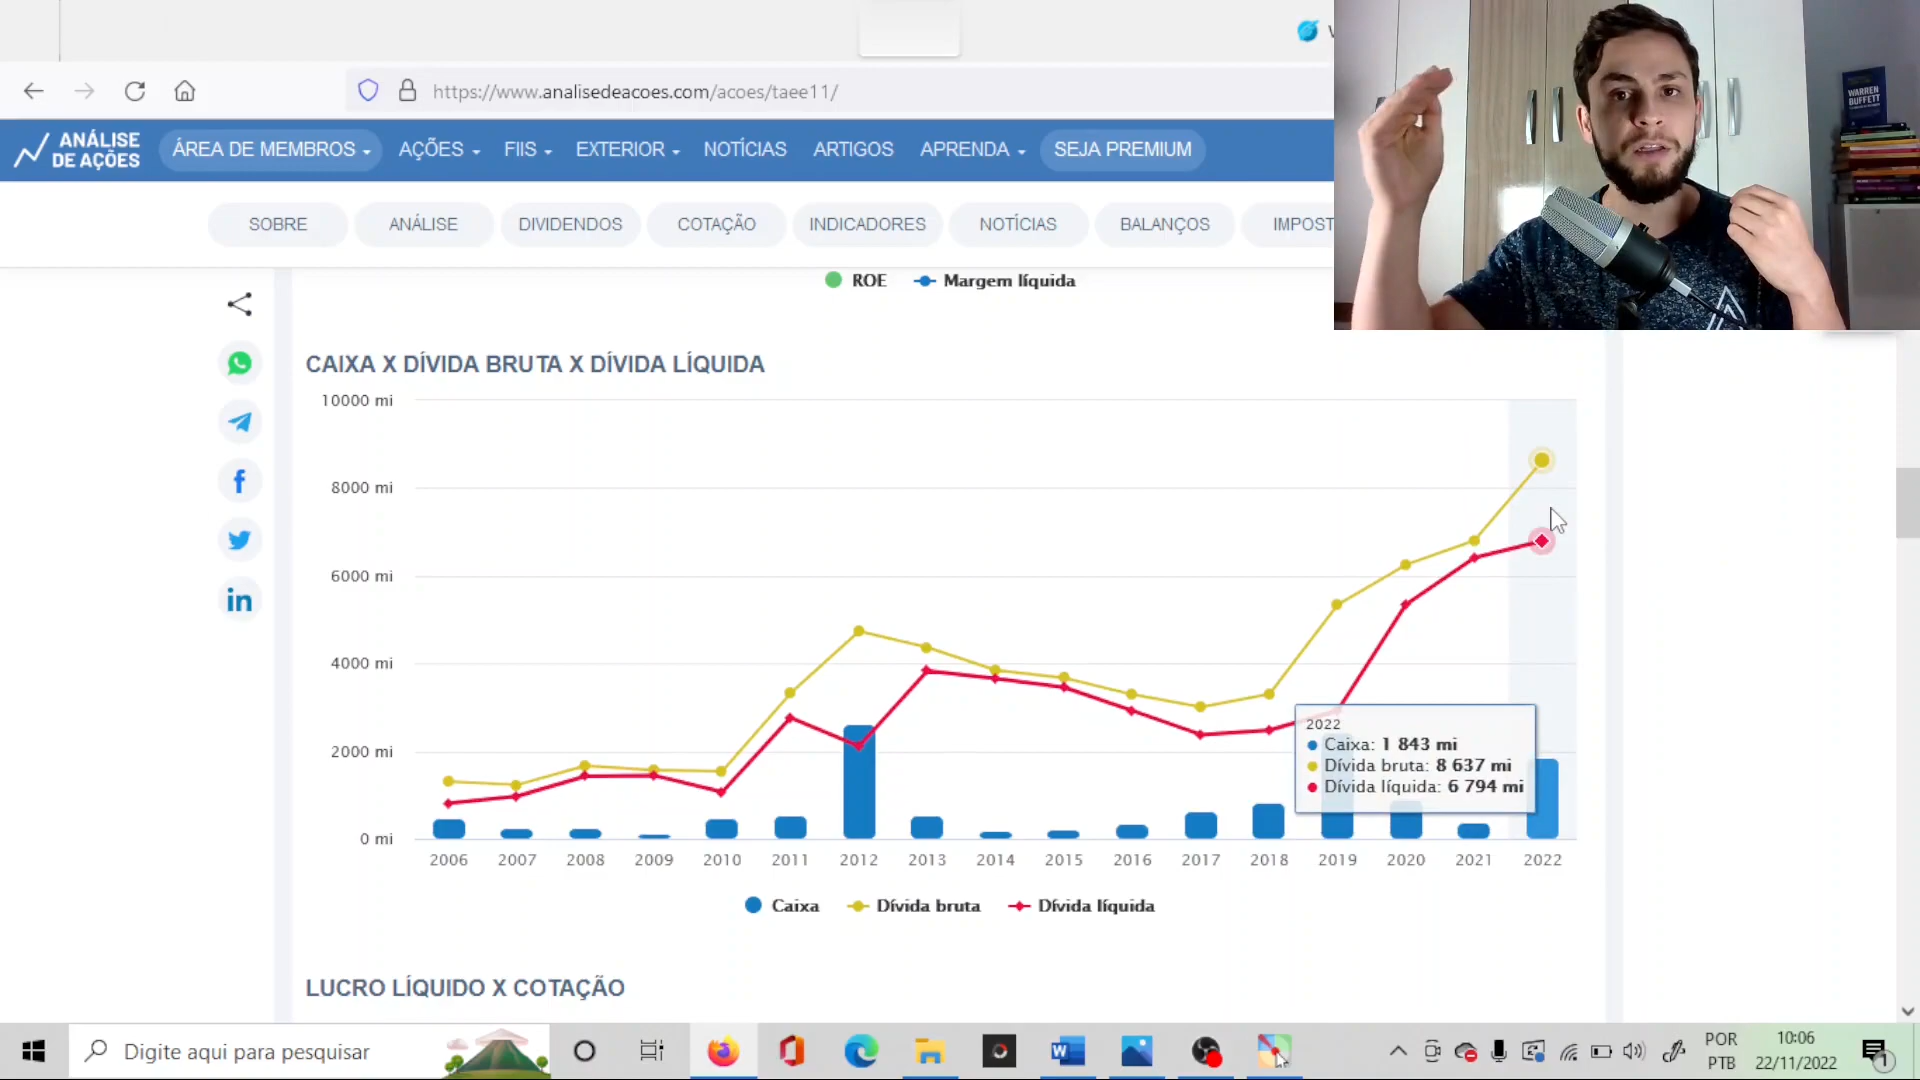 https://www.analisedeacoes.com/acoes/taee11/
ANÁLISE
DE AÇÕES
ÁREA DE MEMBROS
AÇÕES
FIIS
EXTERIOR
NOTÍCIAS
ARTIGOS
APRENDA
SEJA PREMIUM
WARREN
BUFFETT
SOBRE
ANÁLISE
DIVIDENDOS
COTAÇÃO
INDICADORES
NOTÍCIAS
BALANÇOS
IMPOST
ROE
Margem líquida
CAIXA X DÍVIDA BRUTA X DÍVIDA LÍQUIDA
10000 mi
8000 mi
6000 mi
4000 mi
2000 mi
0 mi
2022
Caixa: 1 843 mi
Dívida bruta: 8 637 mi
Dívida líquida: 6 794 mi
2006 2007 2008 2009 2010 2011 2012 2013 2014 2015 2016 2017 2018 2019 2020 2021 2022
Caixa
Dívida bruta
Dívida líquida
LUCRO LÍQUIDO X COTAÇÃO
Digite aqui para pesquisar
POR
PTB
10:06
22/11/2022
1